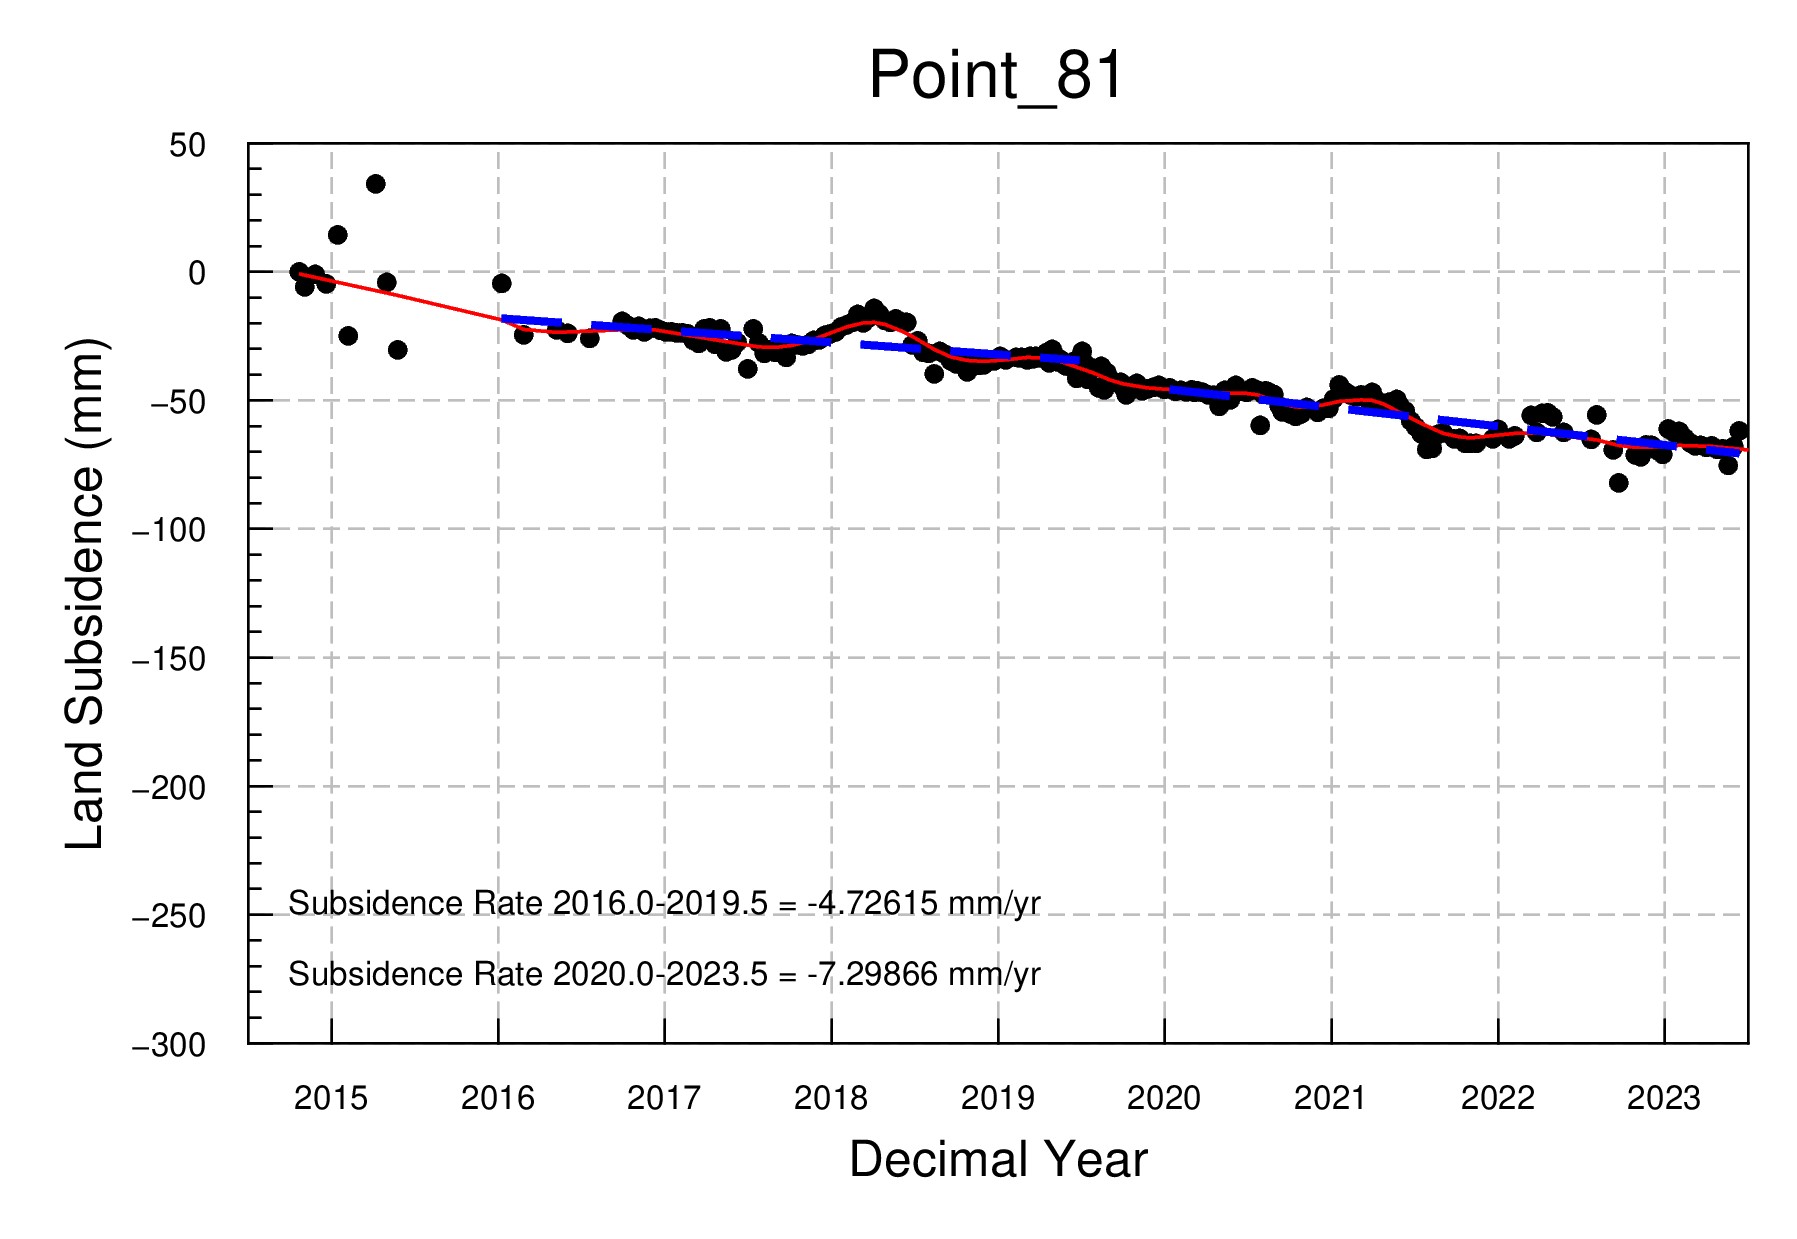 Point_81
50
0
−50
−100
−150
−200
−250
−300
Land Subsidence (mm)
Subsidence Rate 2016.0-2019.5 = -4.72615 mm/yr
Subsidence Rate 2020.0-2023.5 = -7.29866 mm/yr
2015 2016 2017 2018 2019 2020 2021 2022 2023
Decimal Year